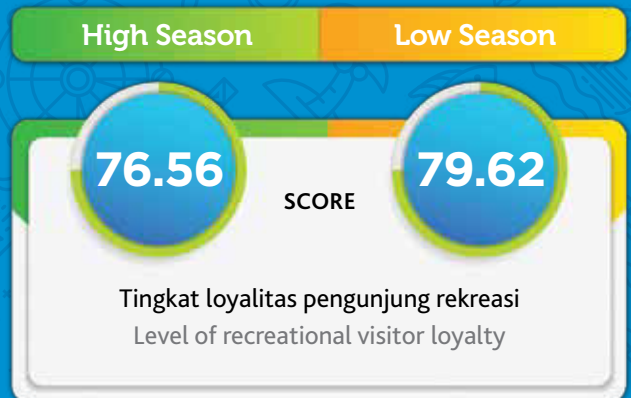 High Season
Low Season
76.56
SCORE
79.62
Tingkat loyalitas pengunjung rekreasi
Level of recreational visitor loyalty